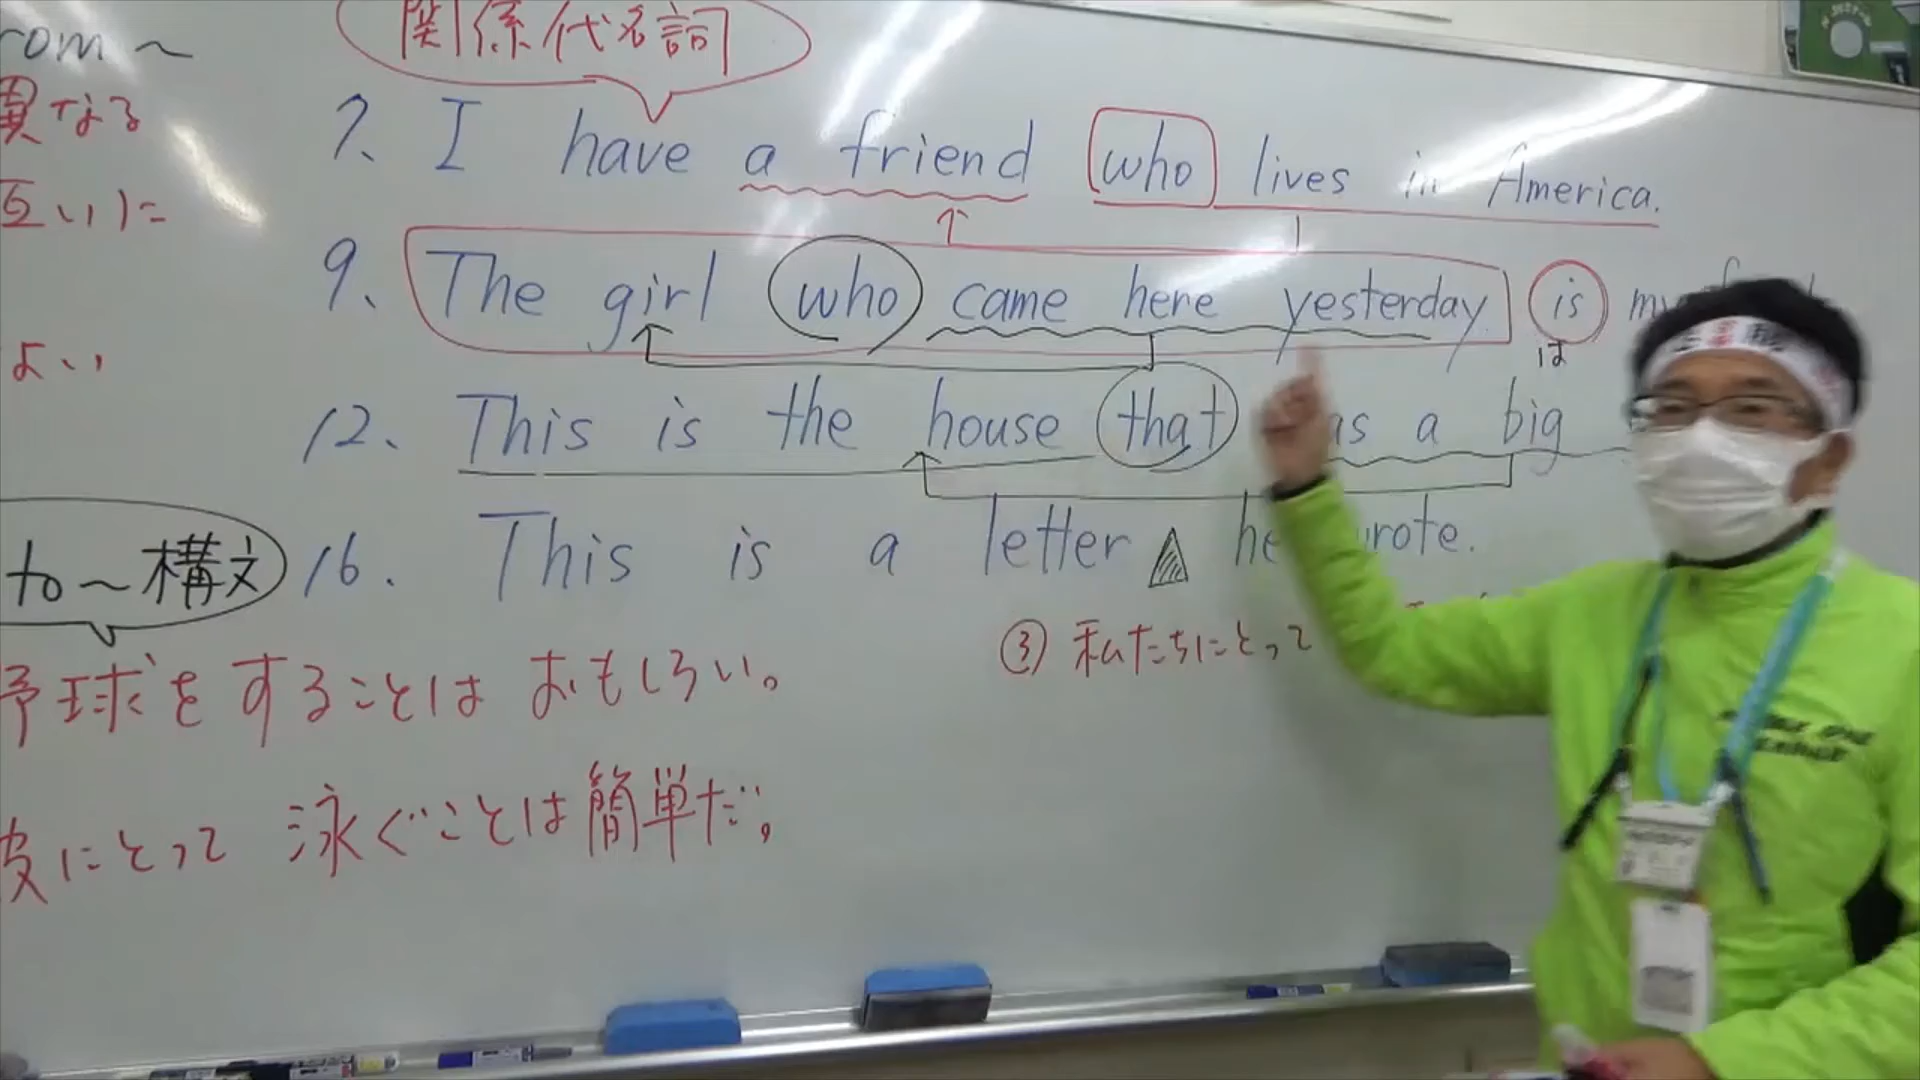 関係代名詞
rom ~
異なる
互いに
よい
7. I have a friend who lives in America.
9. The girl who came here yesterday is my
は
12. This is the house that as a big
16. This is a letter he wrote.
to~構文
③ 私たちにとって
野球をすることは おもしろい。
彼にとって 泳ぐことは簡単だ。